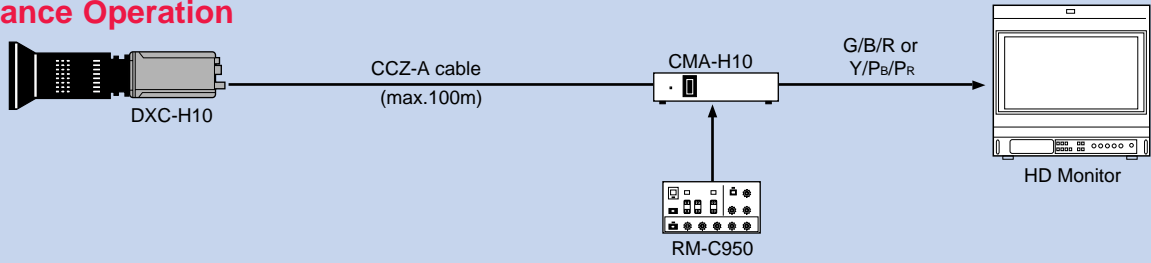 ance Operation
DXC-H10
CCZ-A cable
(max.100m)
CMA-H10
G/B/R or
Y/PB/PR
HD Monitor
RM-C950